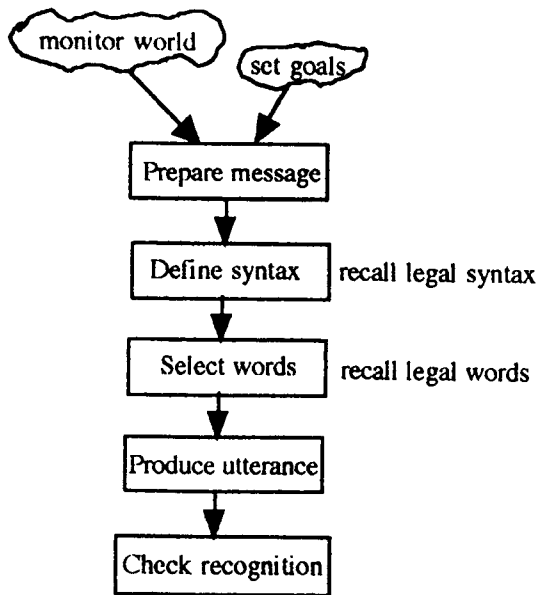 monitor world
set goals
Prepare message
Define syntax
recall legal syntax
Select words
recall legal words
Produce utterance
Check recognition